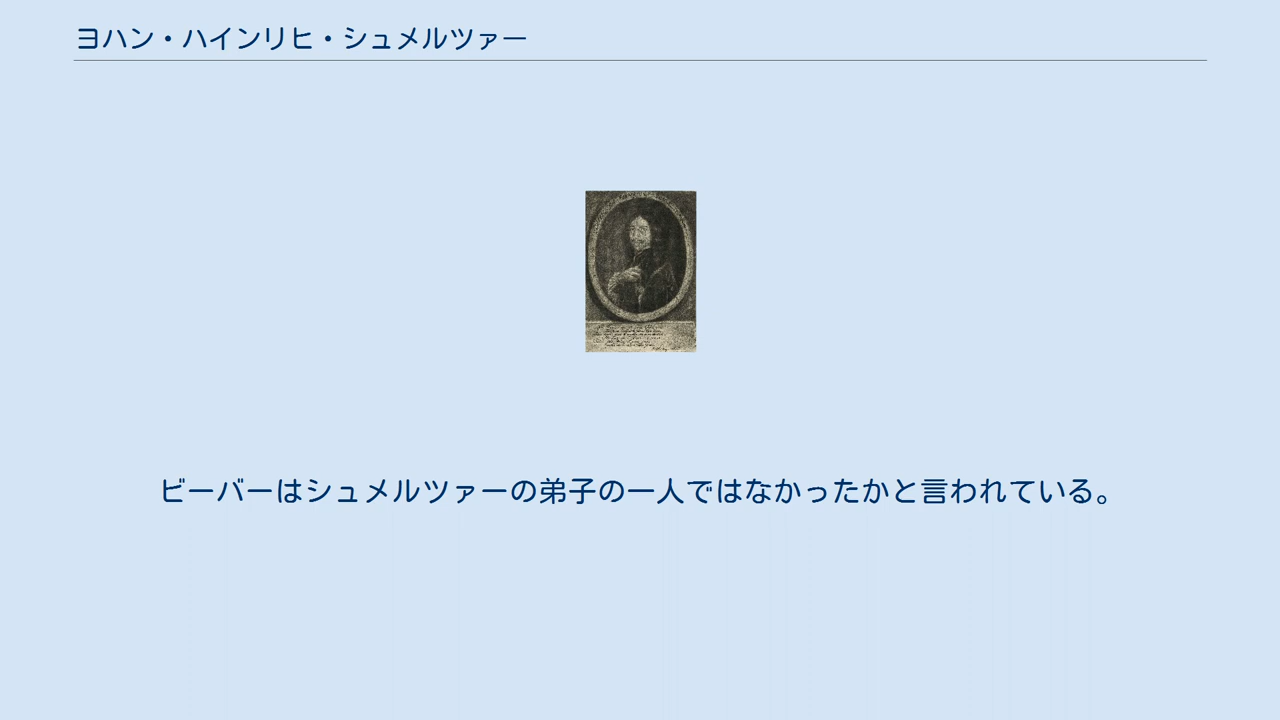 ヨハン・ハインリヒ・シュメルツァー
ビーバーはシュメルツァーの弟子の一人ではなかったかと言われている。